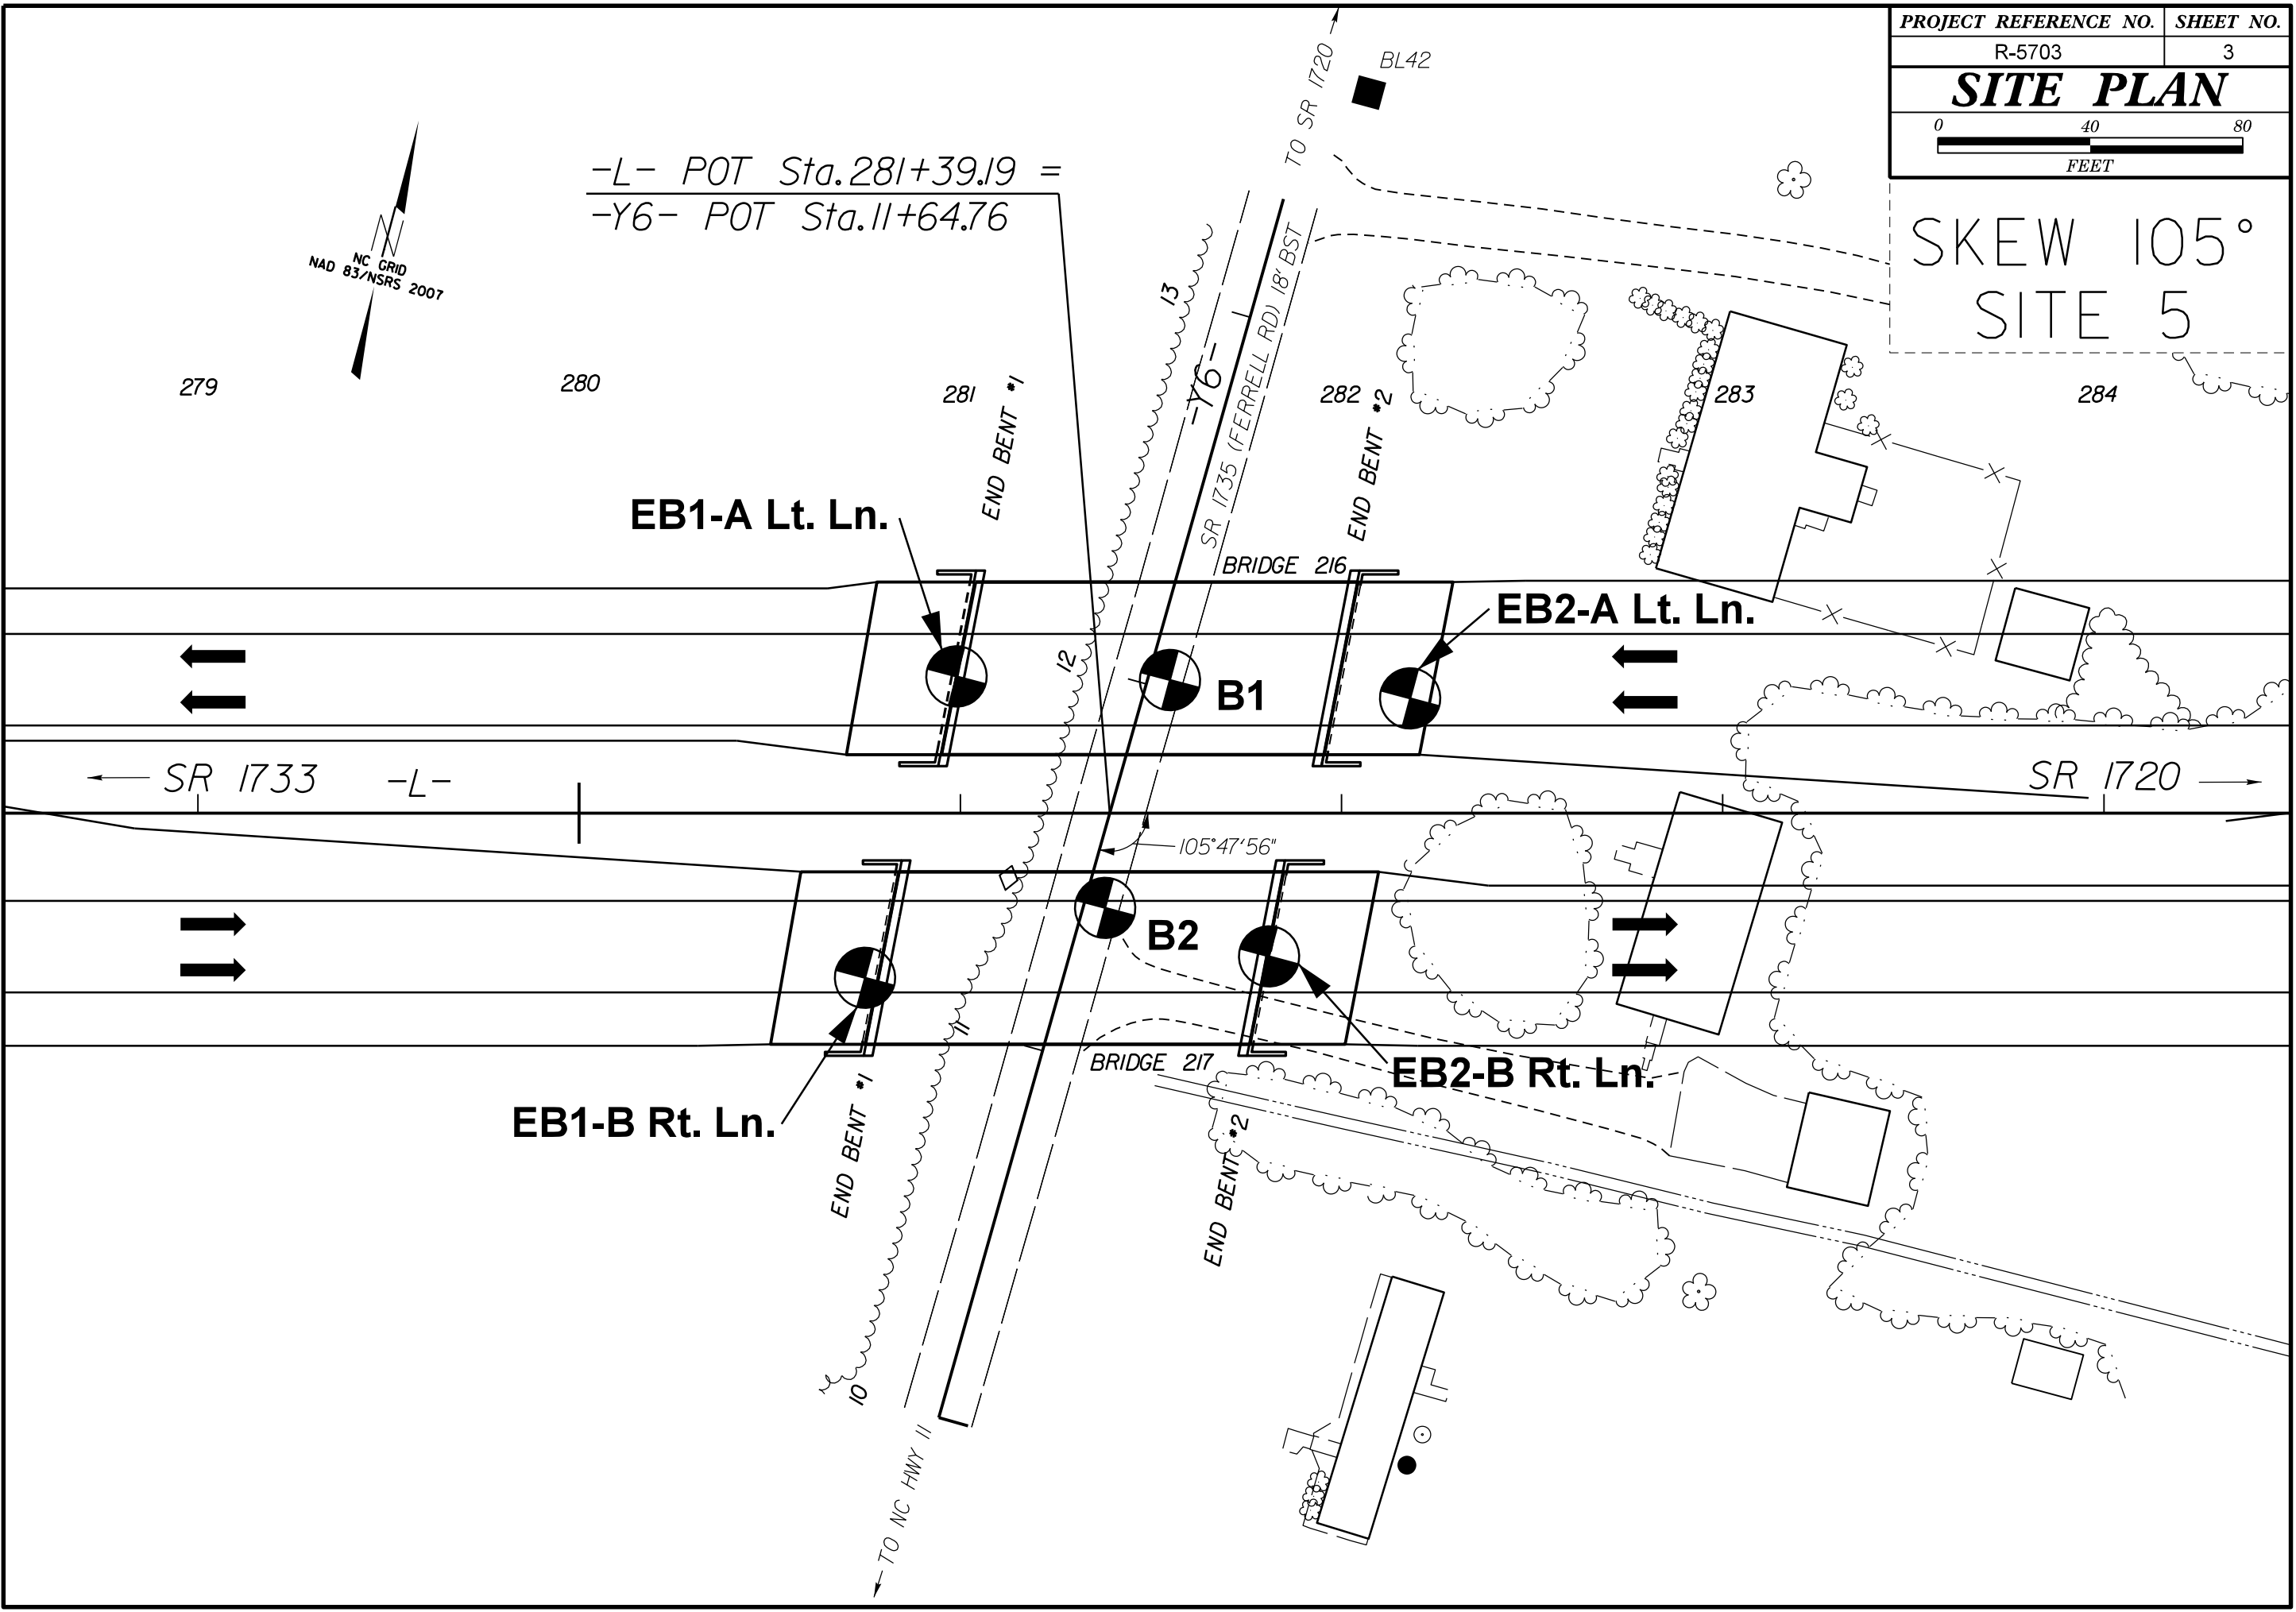 PROJECT REFERENCE NO. SHEET NO.
R-5703 3
SITE PLAN
0 40 80
FEET
SKEW 105°
SITE 5
BL42
TO SR 1720
-L- POT Sta. 281+39.19 =
-Y6- POT Sta. 11+64.76
NC GRID
NAD 83/NSRS 2007
13
-Y6-
SR 1735 (FERRELL RD) 18' BST
279 280 281 282 283 284
END BENT #1
END BENT #2
EB1-A Lt. Ln.
BRIDGE 216
EB2-A Lt. Ln.
12
B1
SR 1733 -L-
SR 1720
105°47'56"
B2
11
BRIDGE 217
EB2-B Rt. Ln.
EB1-B Rt. Ln.
END BENT #1
END BENT #2
10
TO NC HWY 11